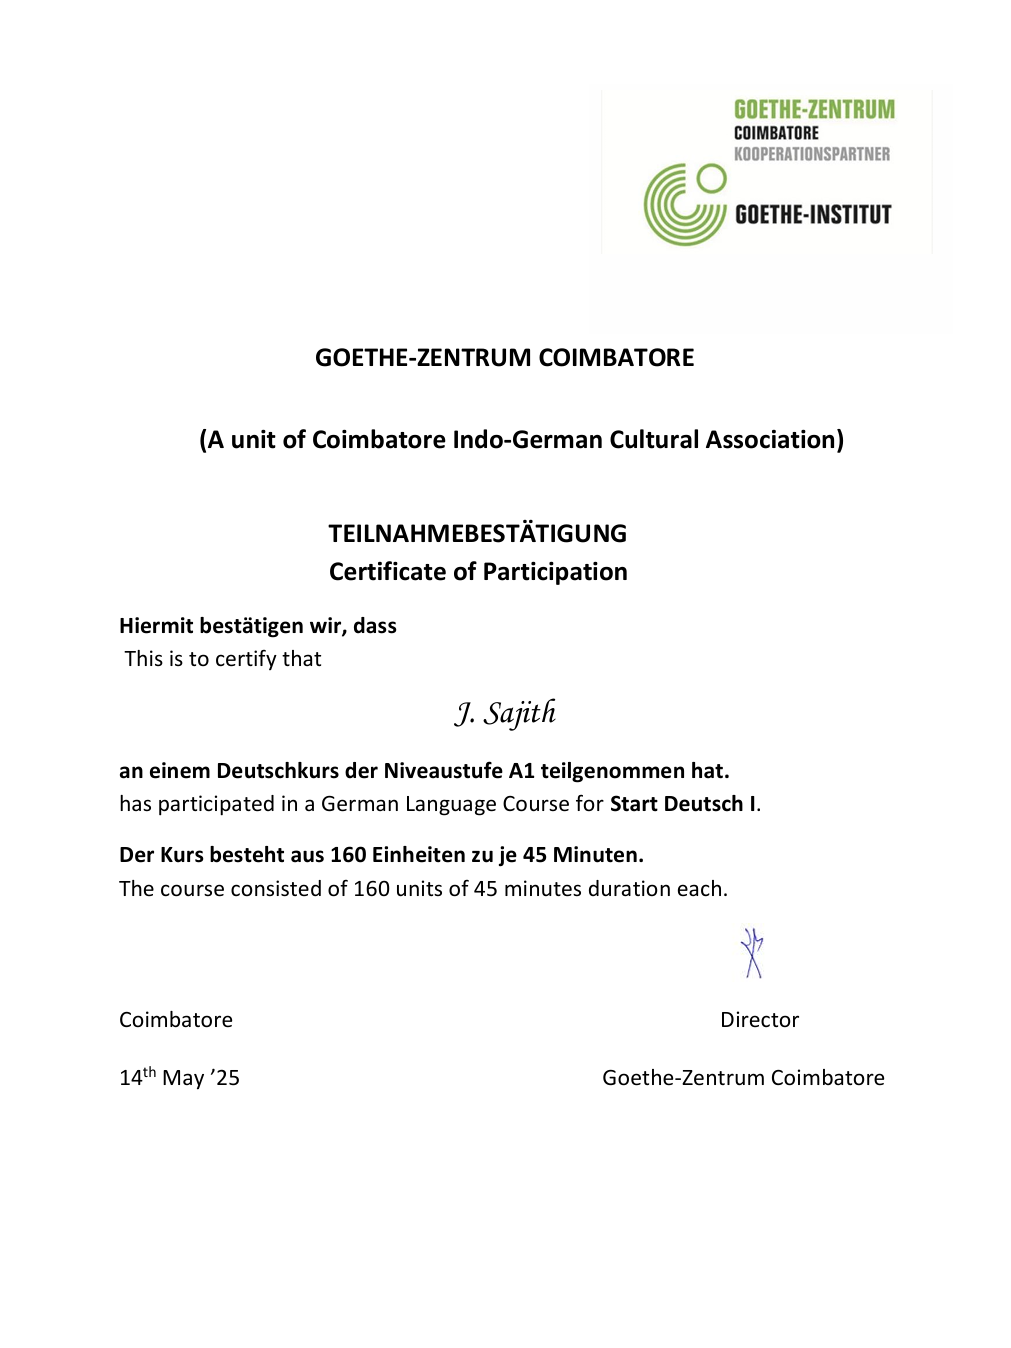 GOETHE-ZENTRUM
COIMBATORE
KOOPERATIONSPARTNER
GOETHE-INSTITUT
GOETHE-ZENTRUM COIMBATORE
(A unit of Coimbatore Indo-German Cultural Association)
TEILNAHMEBESTÄTIGUNG
Certificate of Participation
Hiermit bestätigen wir, dass
This is to certify that
J. Sajith
an einem Deutschkurs der Niveaustufe A1 teilgenommen hat.
has participated in a German Language Course for Start Deutsch I.
Der Kurs besteht aus 160 Einheiten zu je 45 Minuten.
The course consisted of 160 units of 45 minutes duration each.
Coimbatore Director
14th May ’25 Goethe-Zentrum Coimbatore